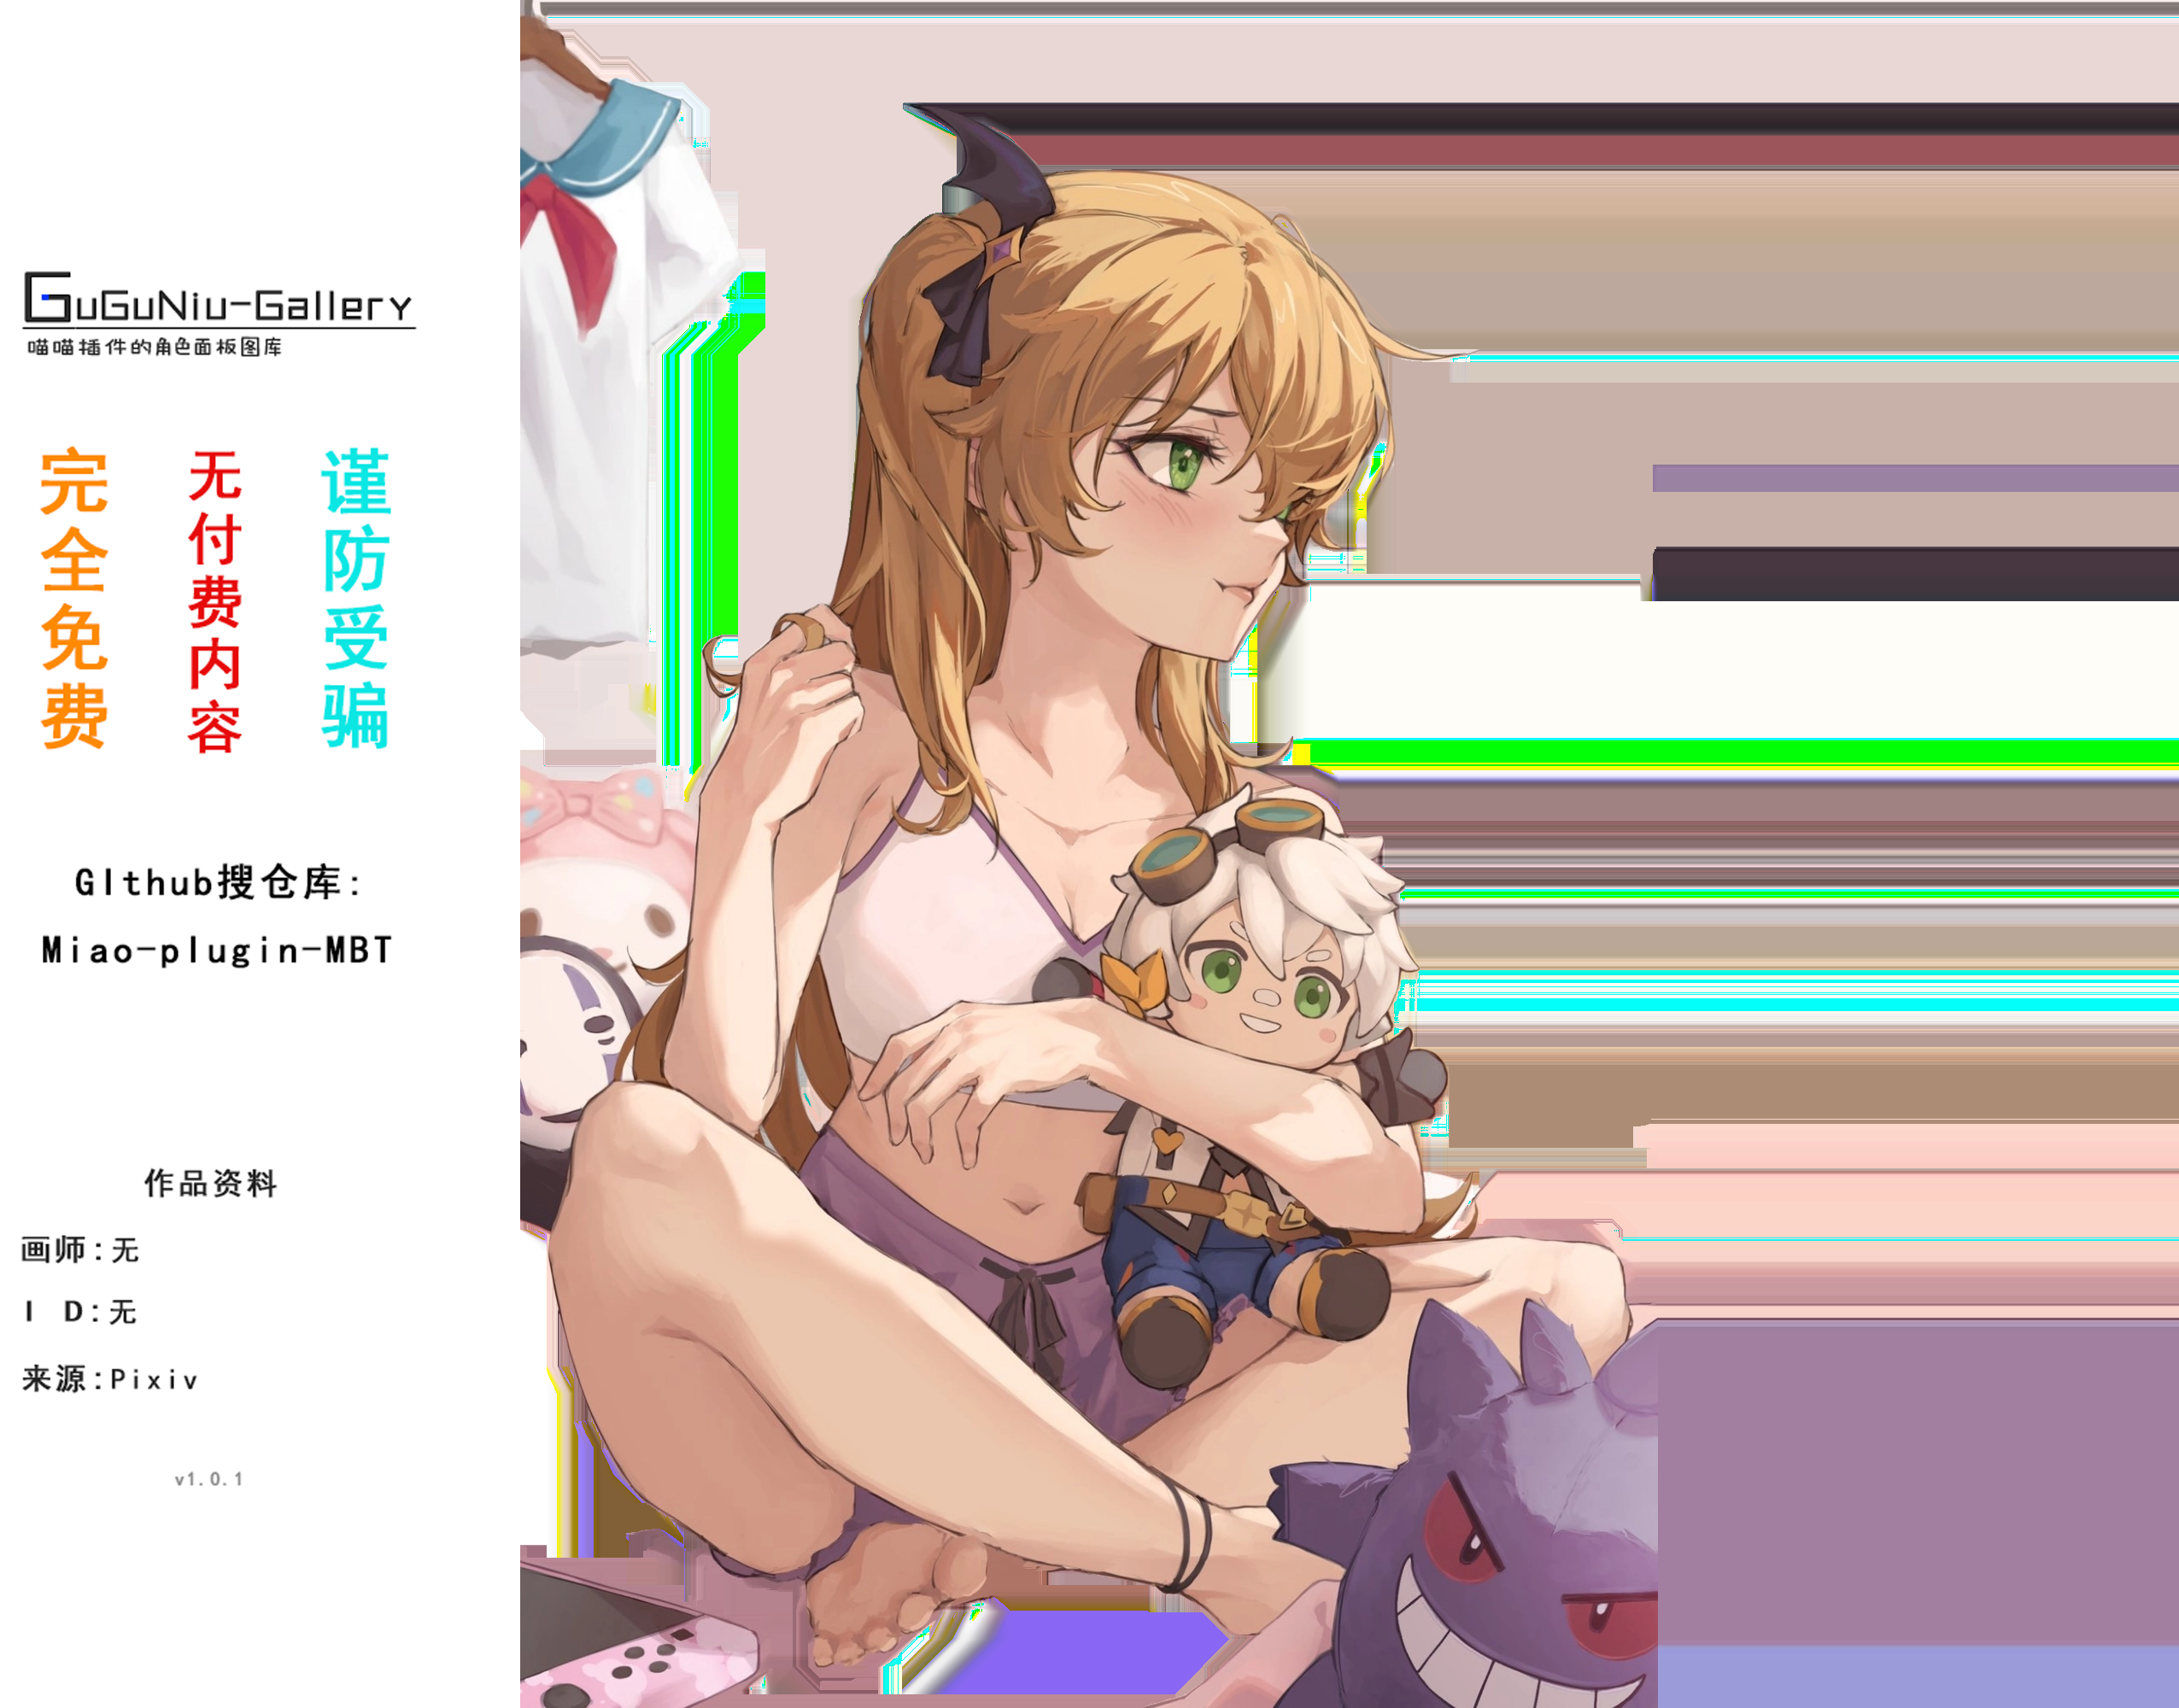 GuGuNiu-Gallery
喵喵插件的角色面板图库
完全免费
无付费内容
谨防受骗
GIthub搜仓库:
Miao-plugin-MBT
作品资料
画师:无
I D:无
来源:Pixiv
v1.0.1